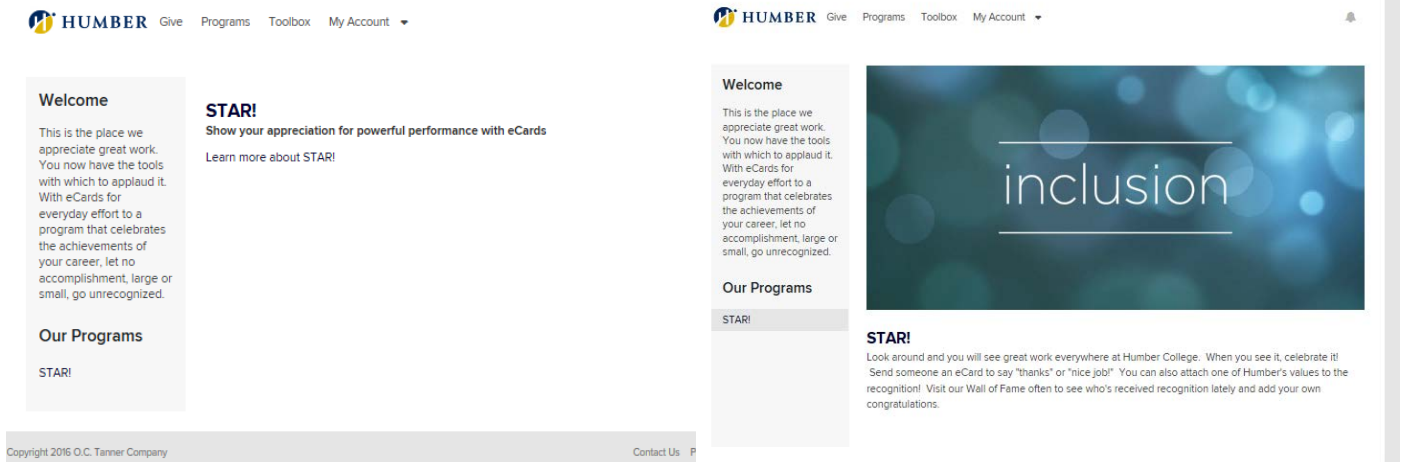 HUMBER Give Programs Toolbox My Account
Welcome
This is the place we
appreciate great work.
You now have the tools
with which to applaud it.
With eCards for
everyday effort to a
program that celebrates
the achievements of
your career, let no
accomplishment, large or
small, go unrecognized.
Our Programs
STAR!
STAR!
Show your appreciation for powerful performance with eCards
Learn more about STAR!
Copyright 2016 O.C. Tanner Company
Contact Us P
HUMBER Give Programs Toolbox My Account
Welcome
This is the place we
appreciate great work.
You now have the tools
with which to applaud it.
With eCards for
everyday effort to a
program that celebrates
the achievements of
your career, let no
accomplishment, large or
small, go unrecognized.
Our Programs
STAR!
inclusion
STAR!
Look around and you will see great work everywhere at Humber College. When you see it, celebrate it!
Send someone an eCard to say "thanks" or "nice job!" You can also attach one of Humber's values to the
recognition! Visit our Wall of Fame often to see who's received recognition lately and add your own
congratulations.